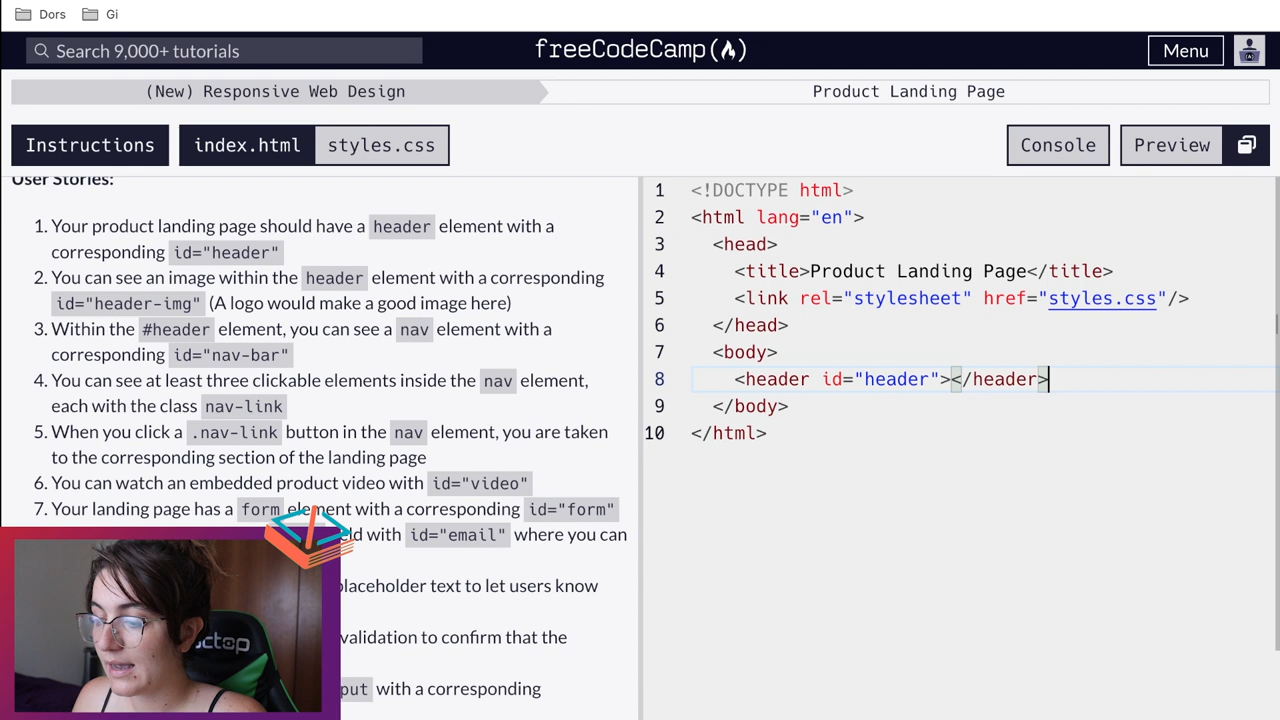 Dors Gi
Search 9,000+ tutorials
freeCodeCamp(🔥)
Menu
(New) Responsive Web Design
Product Landing Page
Instructions
index.html
styles.css
Console
Preview
User Stories:
1. Your product landing page should have a header element with a
corresponding id="header"
2. You can see an image within the header element with a corresponding
id="header-img" (A logo would make a good image here)
3. Within the #header element, you can see a nav element with a
corresponding id="nav-bar"
4. You can see at least three clickable elements inside the nav element,
each with the class nav-link
5. When you click a .nav-link button in the nav element, you are taken
to the corresponding section of the landing page
6. You can watch an embedded product video with id="video"
7. Your landing page has a form element with a corresponding id="form"
with id="email" where you can
placeholder text to let users know
validation to confirm that the
with a corresponding
1 <!DOCTYPE html>
2 <html lang="en">
3 <head>
4 <title>Product Landing Page</title>
5 <link rel="stylesheet" href="styles.css"/>
6 </head>
7 <body>
8 <header id="header"></header>
9 </body>
10 </html>